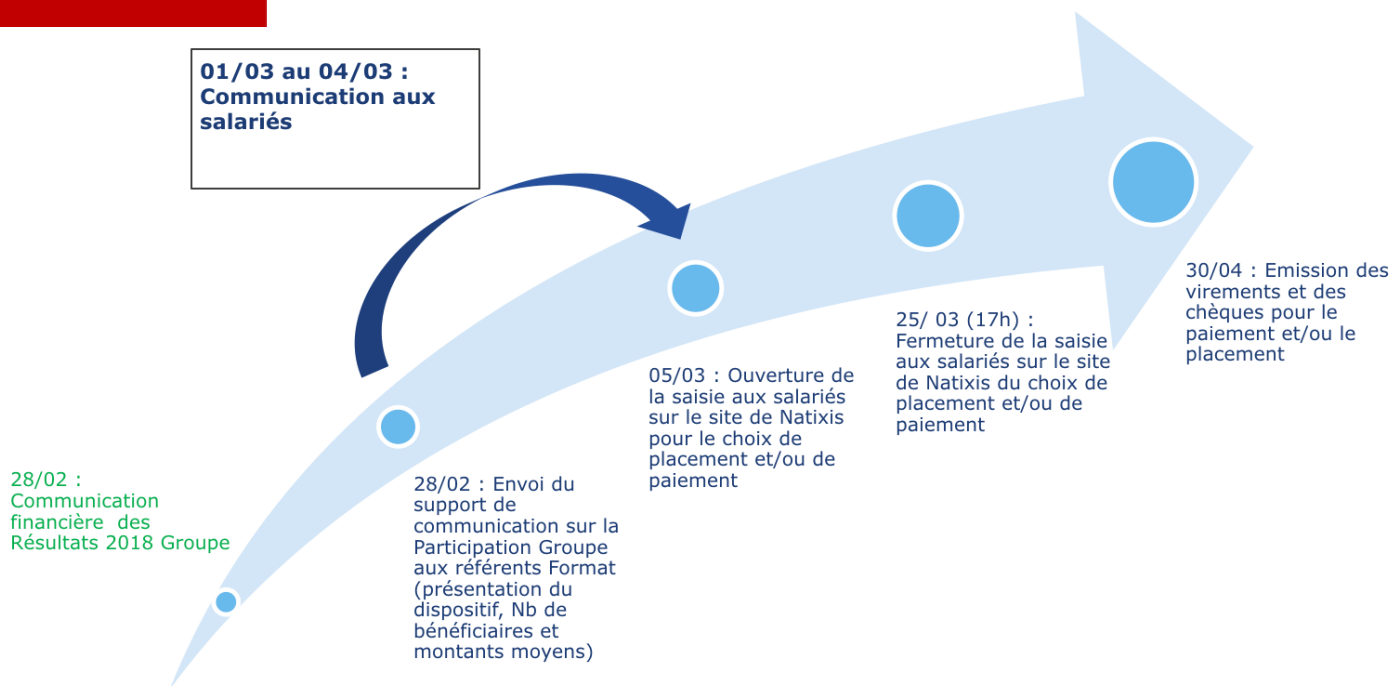 01/03 au 04/03 :
Communication aux
salariés
28/02 :
Communication
financière  des
Résultats 2018 Groupe
28/02 : Envoi du
support de
communication sur la
Participation Groupe
aux référents Format
(présentation du
dispositif, Nb de
bénéficiaires et
montants moyens)
05/03 : Ouverture de
la saisie aux salariés
sur le site de Natixis
pour le choix de
placement et/ou de
paiement
25/ 03 (17h) :
Fermeture de la saisie
aux salariés sur le site
de Natixis du choix de
placement et/ou de
paiement
30/04 : Emission des
virements et des
chèques pour le
paiement et/ou le
placement